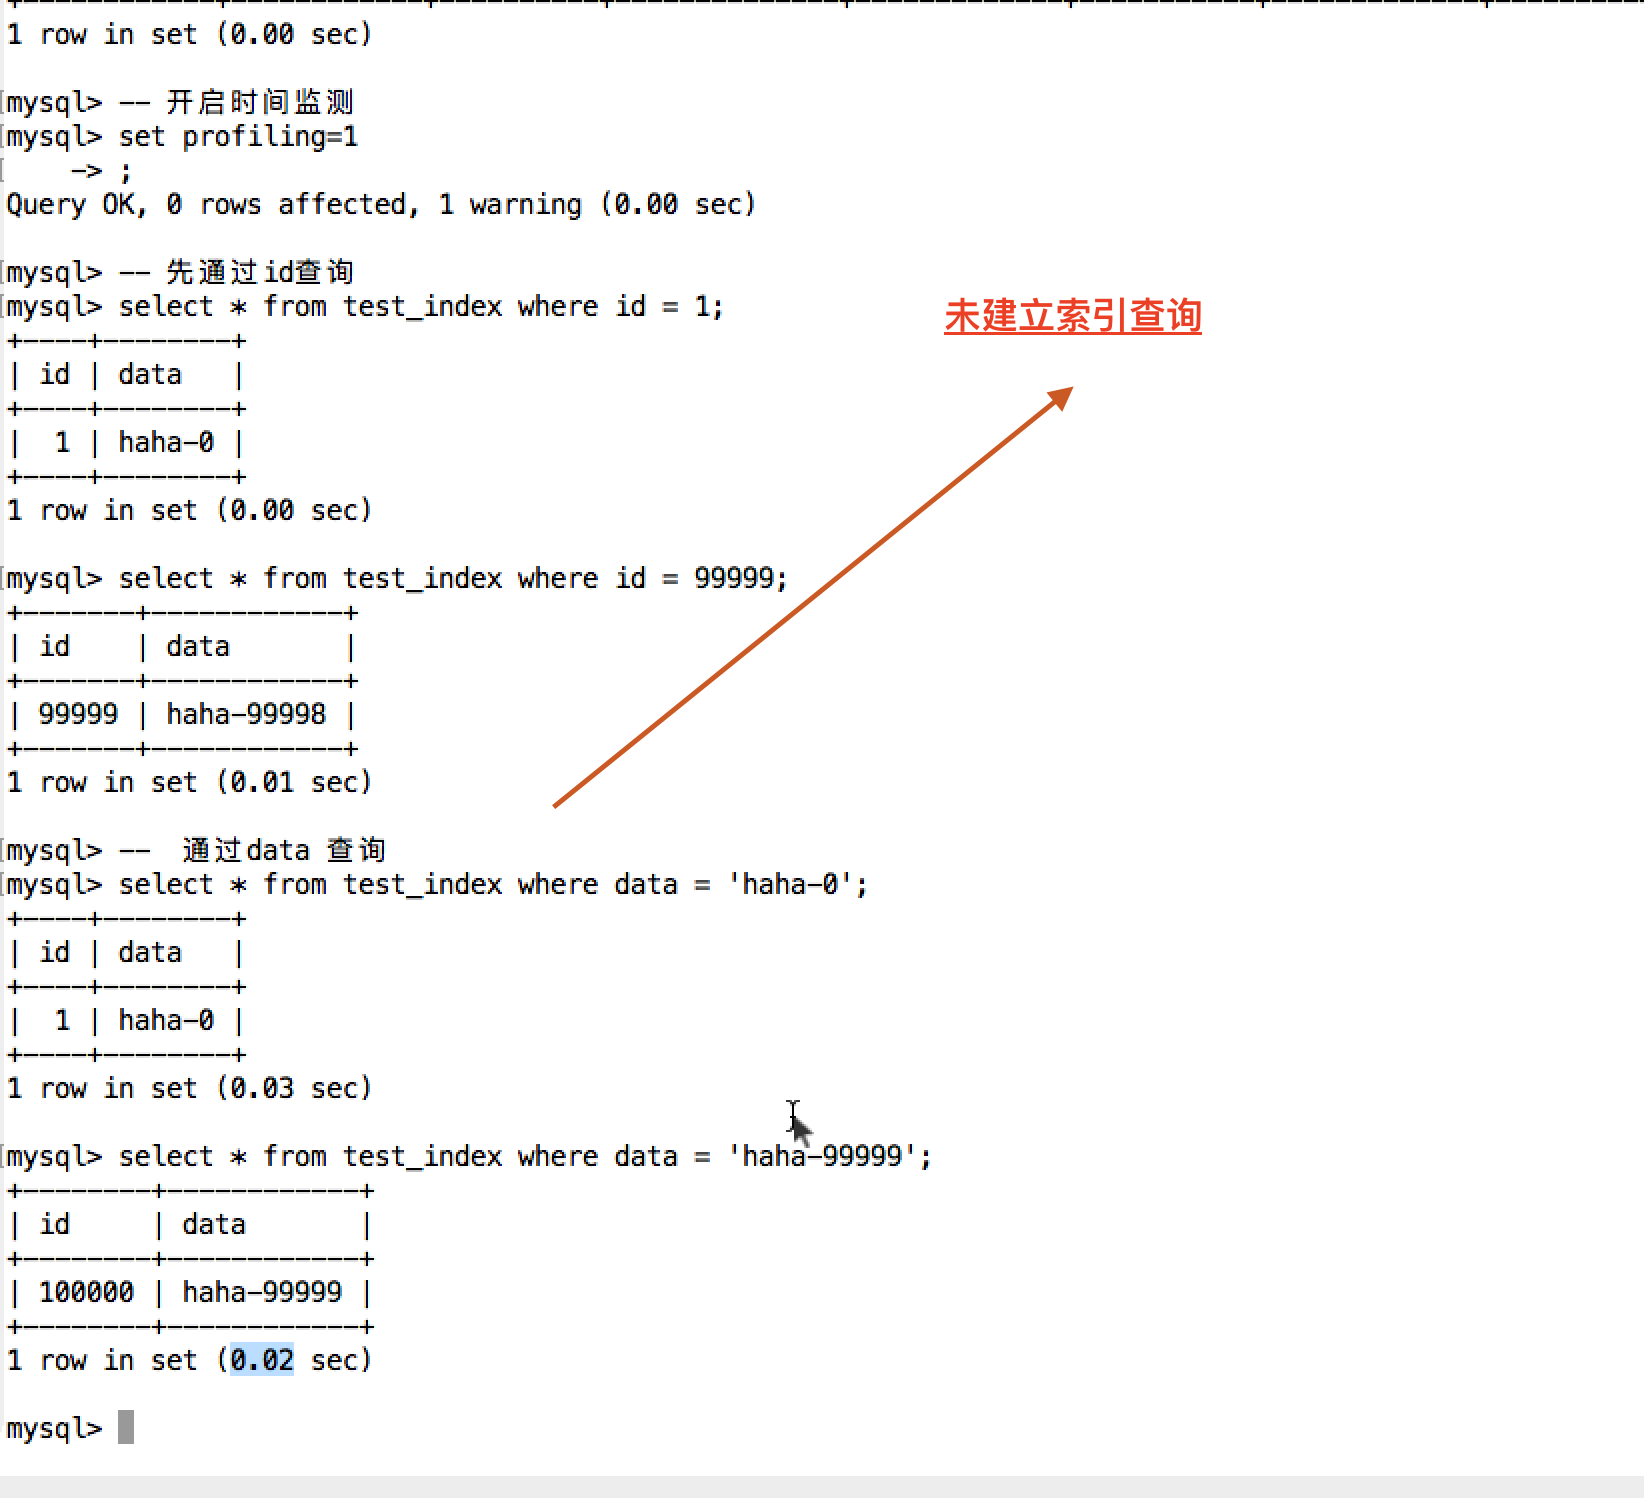 1 row in set (0.00 sec)
mysql> -- 开启时间监测
mysql> set profiling=1
    -> ;
Query OK, 0 rows affected, 1 warning (0.00 sec)
mysql> -- 先通过id查询
mysql> select * from test_index where id = 1;
未建立索引查询
+----+--------+
| id | data   |
+----+--------+
|  1 | haha-0 |
+----+--------+
1 row in set (0.00 sec)
mysql> select * from test_index where id = 99999;
+-------+------------+
| id    | data       |
+-------+------------+
| 99999 | haha-99998 |
+-------+------------+
1 row in set (0.01 sec)
mysql> --  通过data 查询
mysql> select * from test_index where data = 'haha-0';
+----+--------+
| id | data   |
+----+--------+
|  1 | haha-0 |
+----+--------+
1 row in set (0.03 sec)
mysql> select * from test_index where data = 'haha-99999';
+--------+------------+
| id     | data       |
+--------+------------+
| 100000 | haha-99999 |
+--------+------------+
1 row in set (0.02 sec)
mysql>